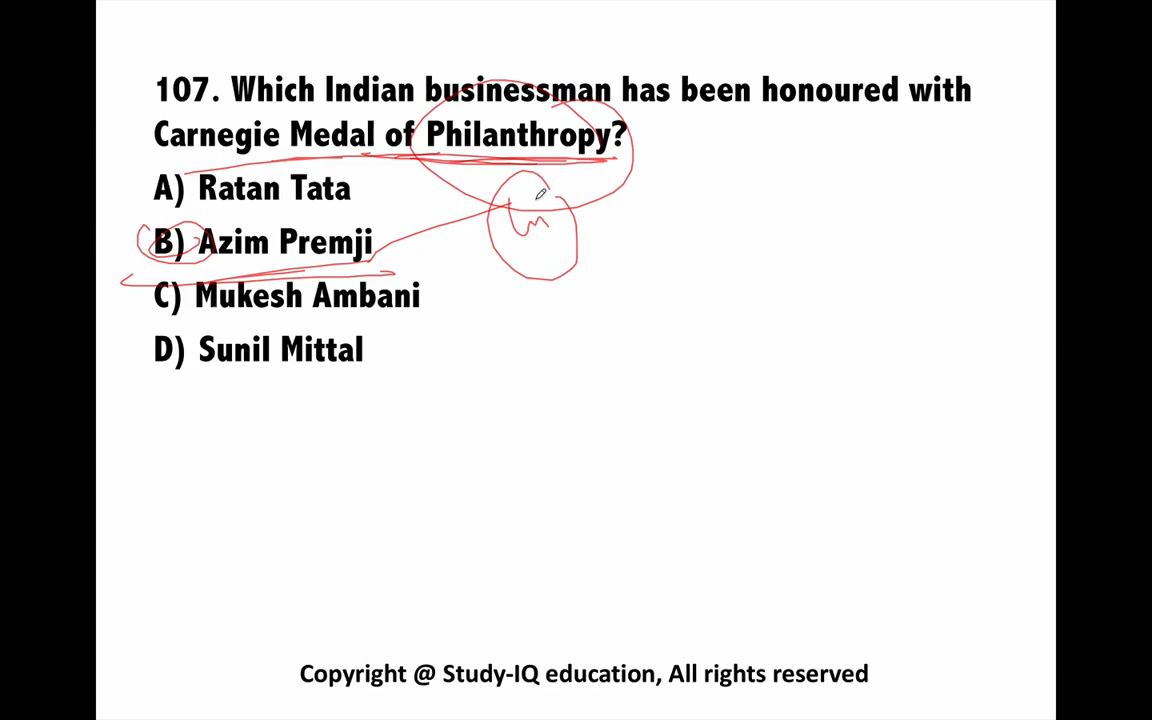 107. Which Indian businessman has been honoured with
Carnegie Medal of Philanthropy?
A) Ratan Tata
B) Azim Premji
C) Mukesh Ambani
D) Sunil Mittal
Copyright @ Study-IQ education, All rights reserved